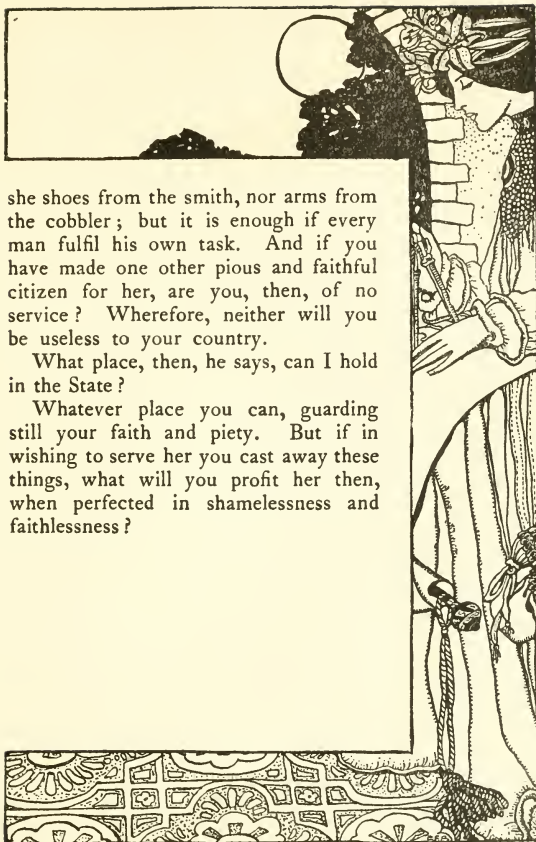 she shoes from the smith, nor arms from
the cobbler; but it is enough if every
man fulfil his own task. And if you
have made one other pious and faithful
citizen for her, are you, then, of no
service? Wherefore, neither will you
be useless to your country.
What place, then, he says, can I hold
in the State?
Whatever place you can, guarding
still your faith and piety. But if in
wishing to serve her you cast away these
things, what will you profit her then,
when perfected in shamelessness and
faithlessness?